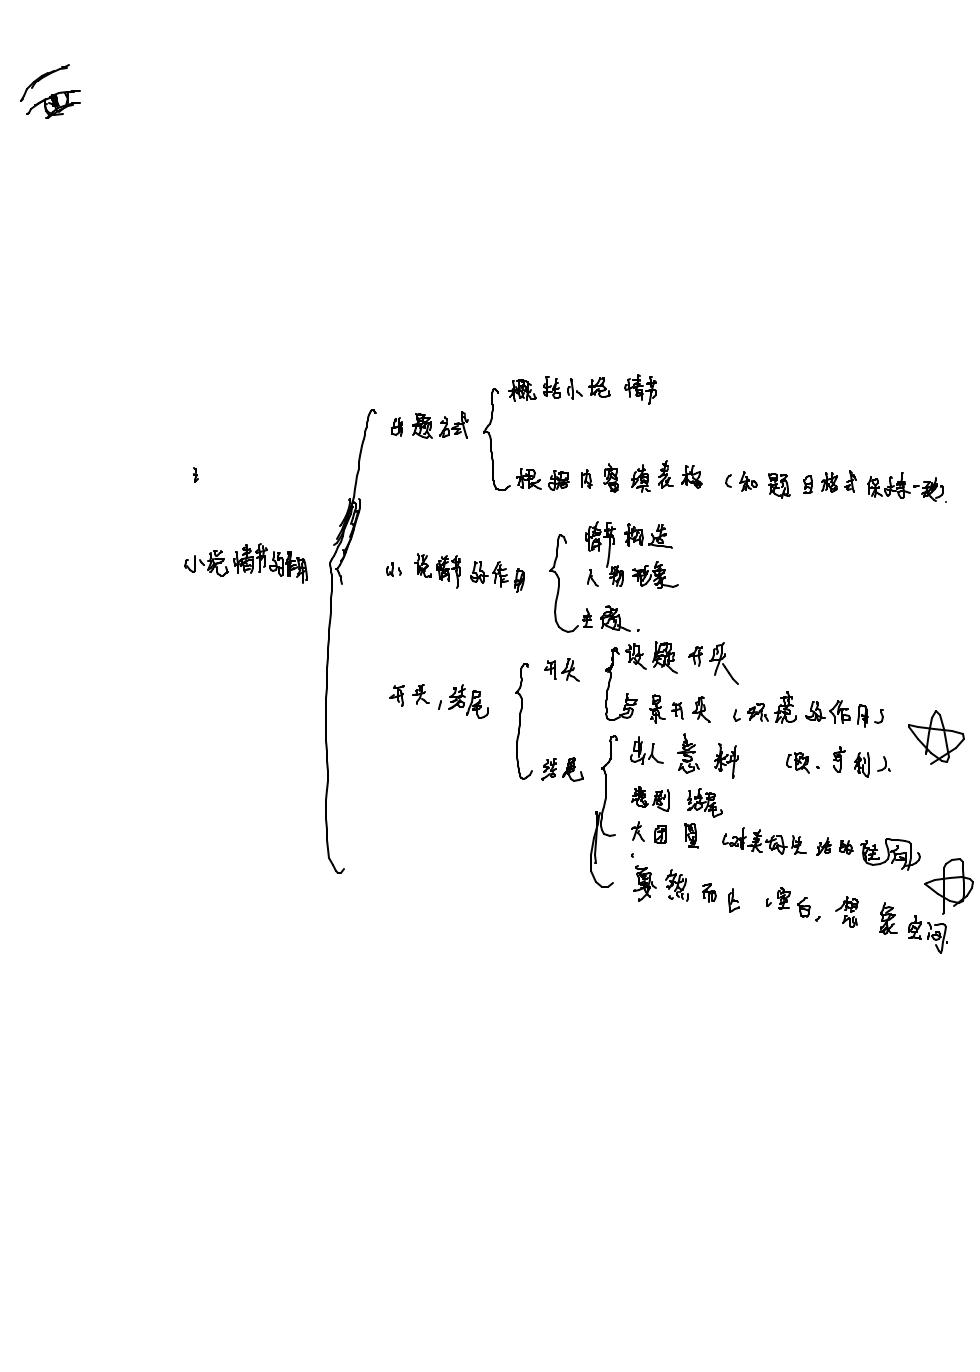 概括小说情节
出题方式
根据内容填表格（和题目格式保持一致）.
情节构造
小说情节的作用
小说情节的作用
人物形象
主题.
设疑开头
开头
开头,结尾
写景开头（环境的作用）
出人意料（欧.亨利）.
结尾
悲剧结尾
大团圆（对美好生活的
戛然而止（空白,想象空间.